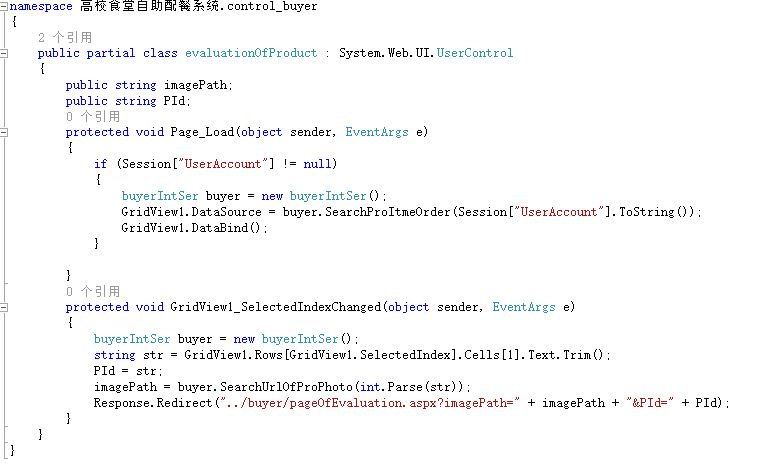 namespace 高校食堂自助配餐系统.control_buyer
{
2 个引用
public partial class evaluationOfProduct : System.Web.UI.UserControl
{
public string imagePath;
public string PId;
0 个引用
protected void Page_Load(object sender, EventArgs e)
{
if (Session["UserAccount"] != null)
{
buyerIntSer buyer = new buyerIntSer();
GridView1.DataSource = buyer.SearchProItmeOrder(Session["UserAccount"].ToString());
GridView1.DataBind();
}
}
0 个引用
protected void GridView1_SelectedIndexChanged(object sender, EventArgs e)
{
buyerIntSer buyer = new buyerIntSer();
string str = GridView1.Rows[GridView1.SelectedIndex].Cells[1].Text.Trim();
PId = str;
imagePath = buyer.SearchUrlOfProPhoto(int.Parse(str));
Response.Redirect("../buyer/pageOfEvaluation.aspx?imagePath=" + imagePath + "&PId=" + PId);
}
}
}